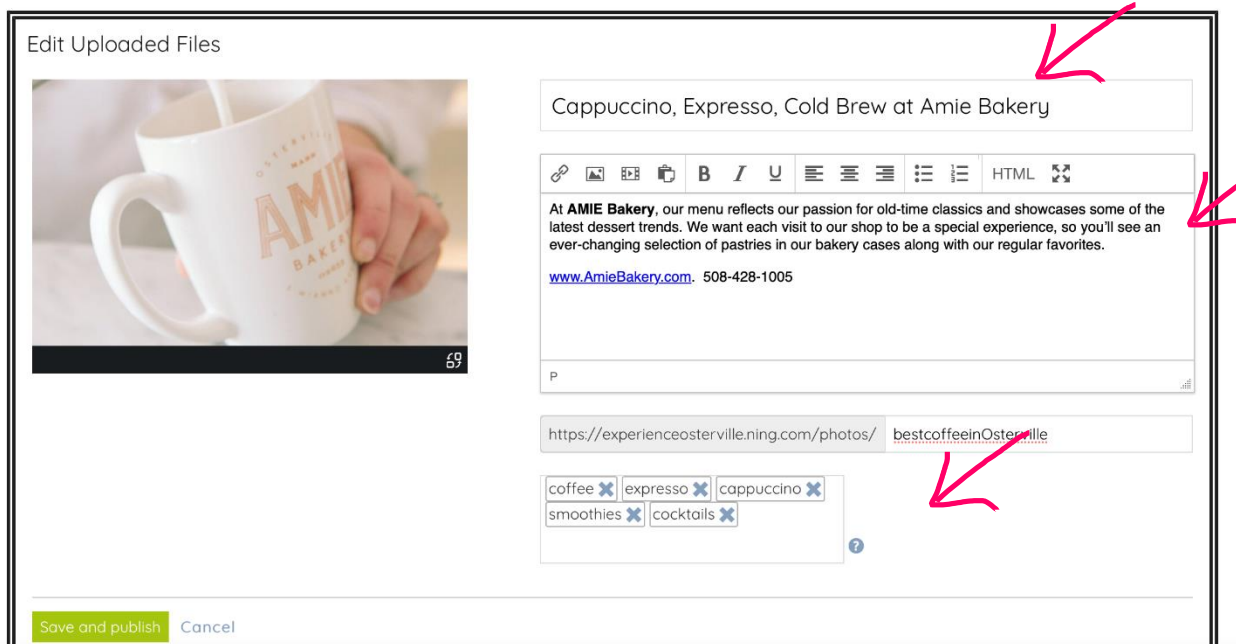 Edit Uploaded Files
OSTERVILLE
MAHO
AMIE
BAKERY
Cappuccino, Expresso, Cold Brew at Amie Bakery
B I U HTML
At AMIE Bakery, our menu reflects our passion for old-time classics and showcases some of the
latest dessert trends. We want each visit to our shop to be a special experience, so you'll see an
ever-changing selection of pastries in our bakery cases along with our regular favorites.
www.AmieBakery.com. 508-428-1005
P
https://experienceosterville.ning.com/photos/ bestcoffeeinOsterville
coffee expresso cappuccino
smoothies cocktails
?
Save and publish Cancel